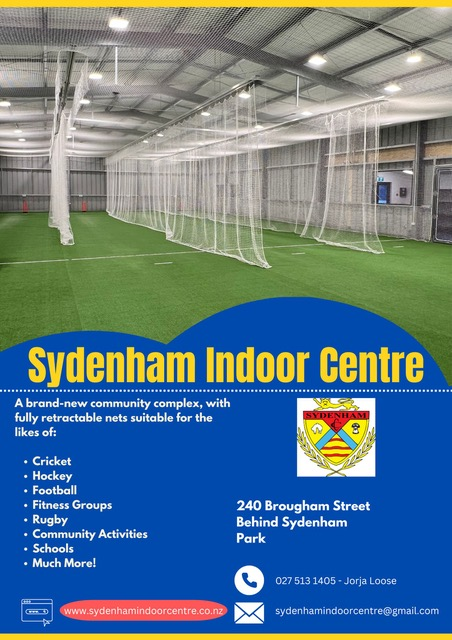 Sydenham Indoor Centre
A brand-new community complex, with
fully retractable nets suitable for the
likes of:
• Cricket
• Hockey
• Football
• Fitness Groups
• Rugby
• Community Activities
• Schools
• Much More!
SYDENHAM
240 Brougham Street
Behind Sydenham
Park
027 513 1405 - Jorja Loose
www.sydenhamindoorcentre.co.nz
sydenhamindoorcentre@gmail.com